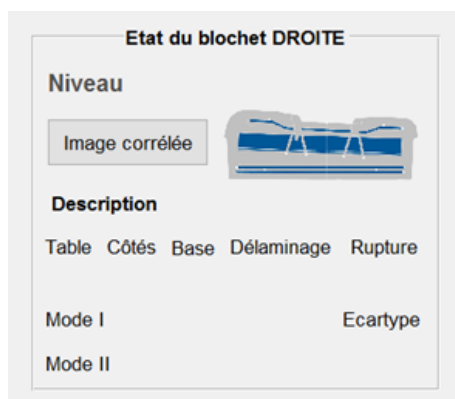 Etat du blochet DROITE
Niveau
Image corrélée
Description
Table Côtés Base Délaminage Rupture
Mode I Ecartype
Mode II